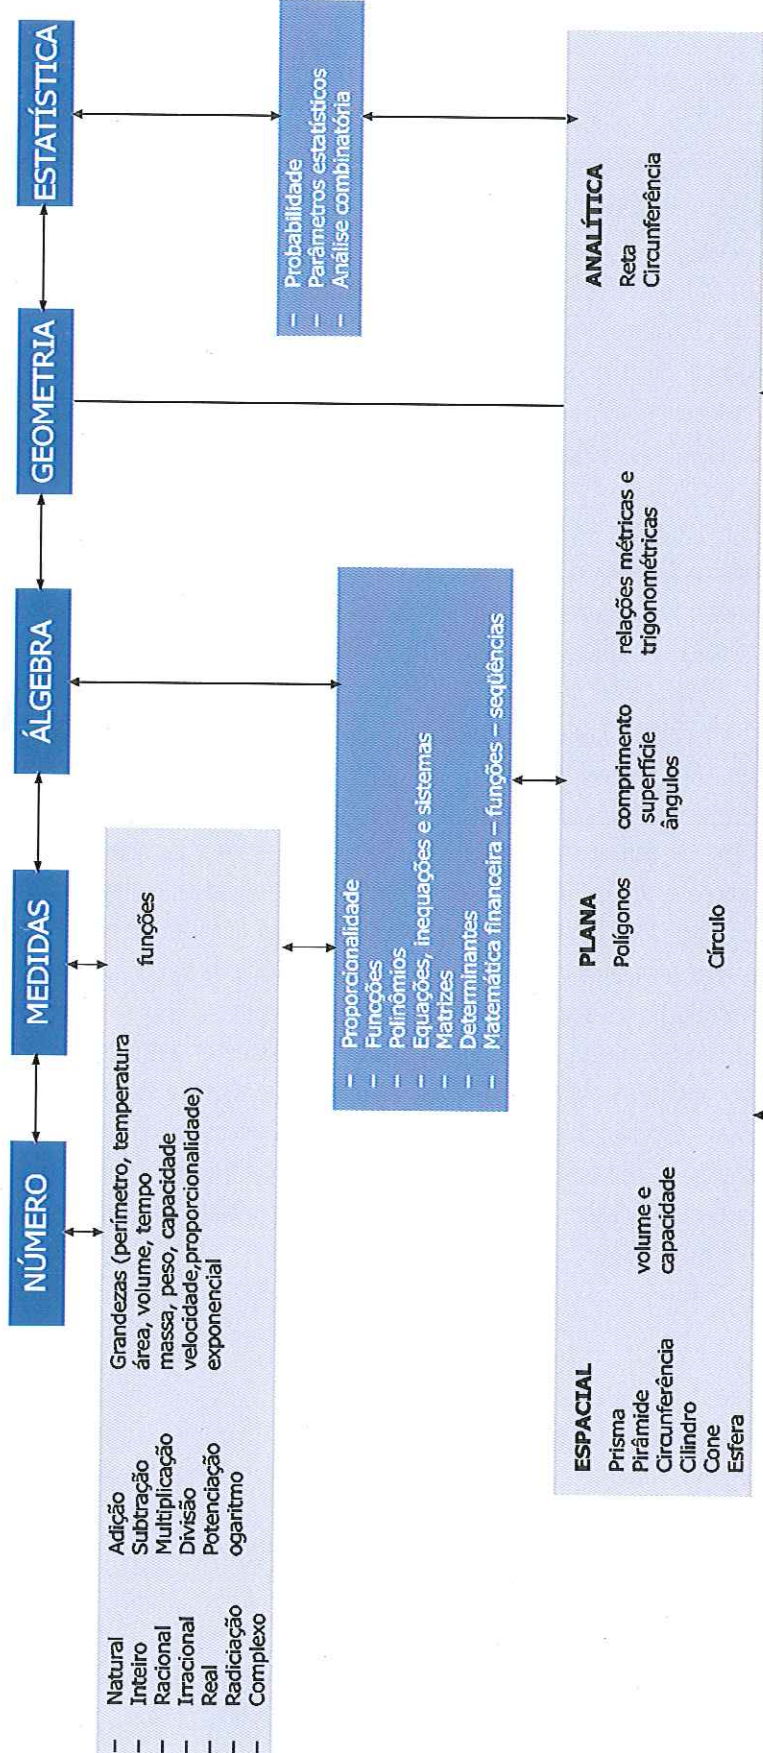 NÚMERO
MEDIDAS
ÁLGEBRA
GEOMETRIA
ESTATÍSTICA
– Natural
– Inteiro
– Racional
– Irracional
– Real
– Radiciação
– Complexo
Adição
Subtração
Multiplicação
Divisão
Potenciação
ogaritmo
Grandezas (perímetro, temperatura
área, volume, tempo
massa, peso, capacidade
velocidade,proporcionalidade)
exponencial
funções
– Proporcionalidade
– Funcções
– Polinômios
– Equações, inequações e sistemas
– Matrizes
– Determinantes
– Matemática financeira – funções – seqüências
– Probabilidade
– Parâmetros estatísticos
– Análise combinatória
ESPACIAL
Prisma
Pirâmide
Circunferência
Cilindro
Cone
Esfera
volume e
capacidade
PLANA
Polígonos
Círculo
comprimento
superfície
ângulos
relações métricas e
trigonométricas
ANALÍTICA
Reta
Circunferência